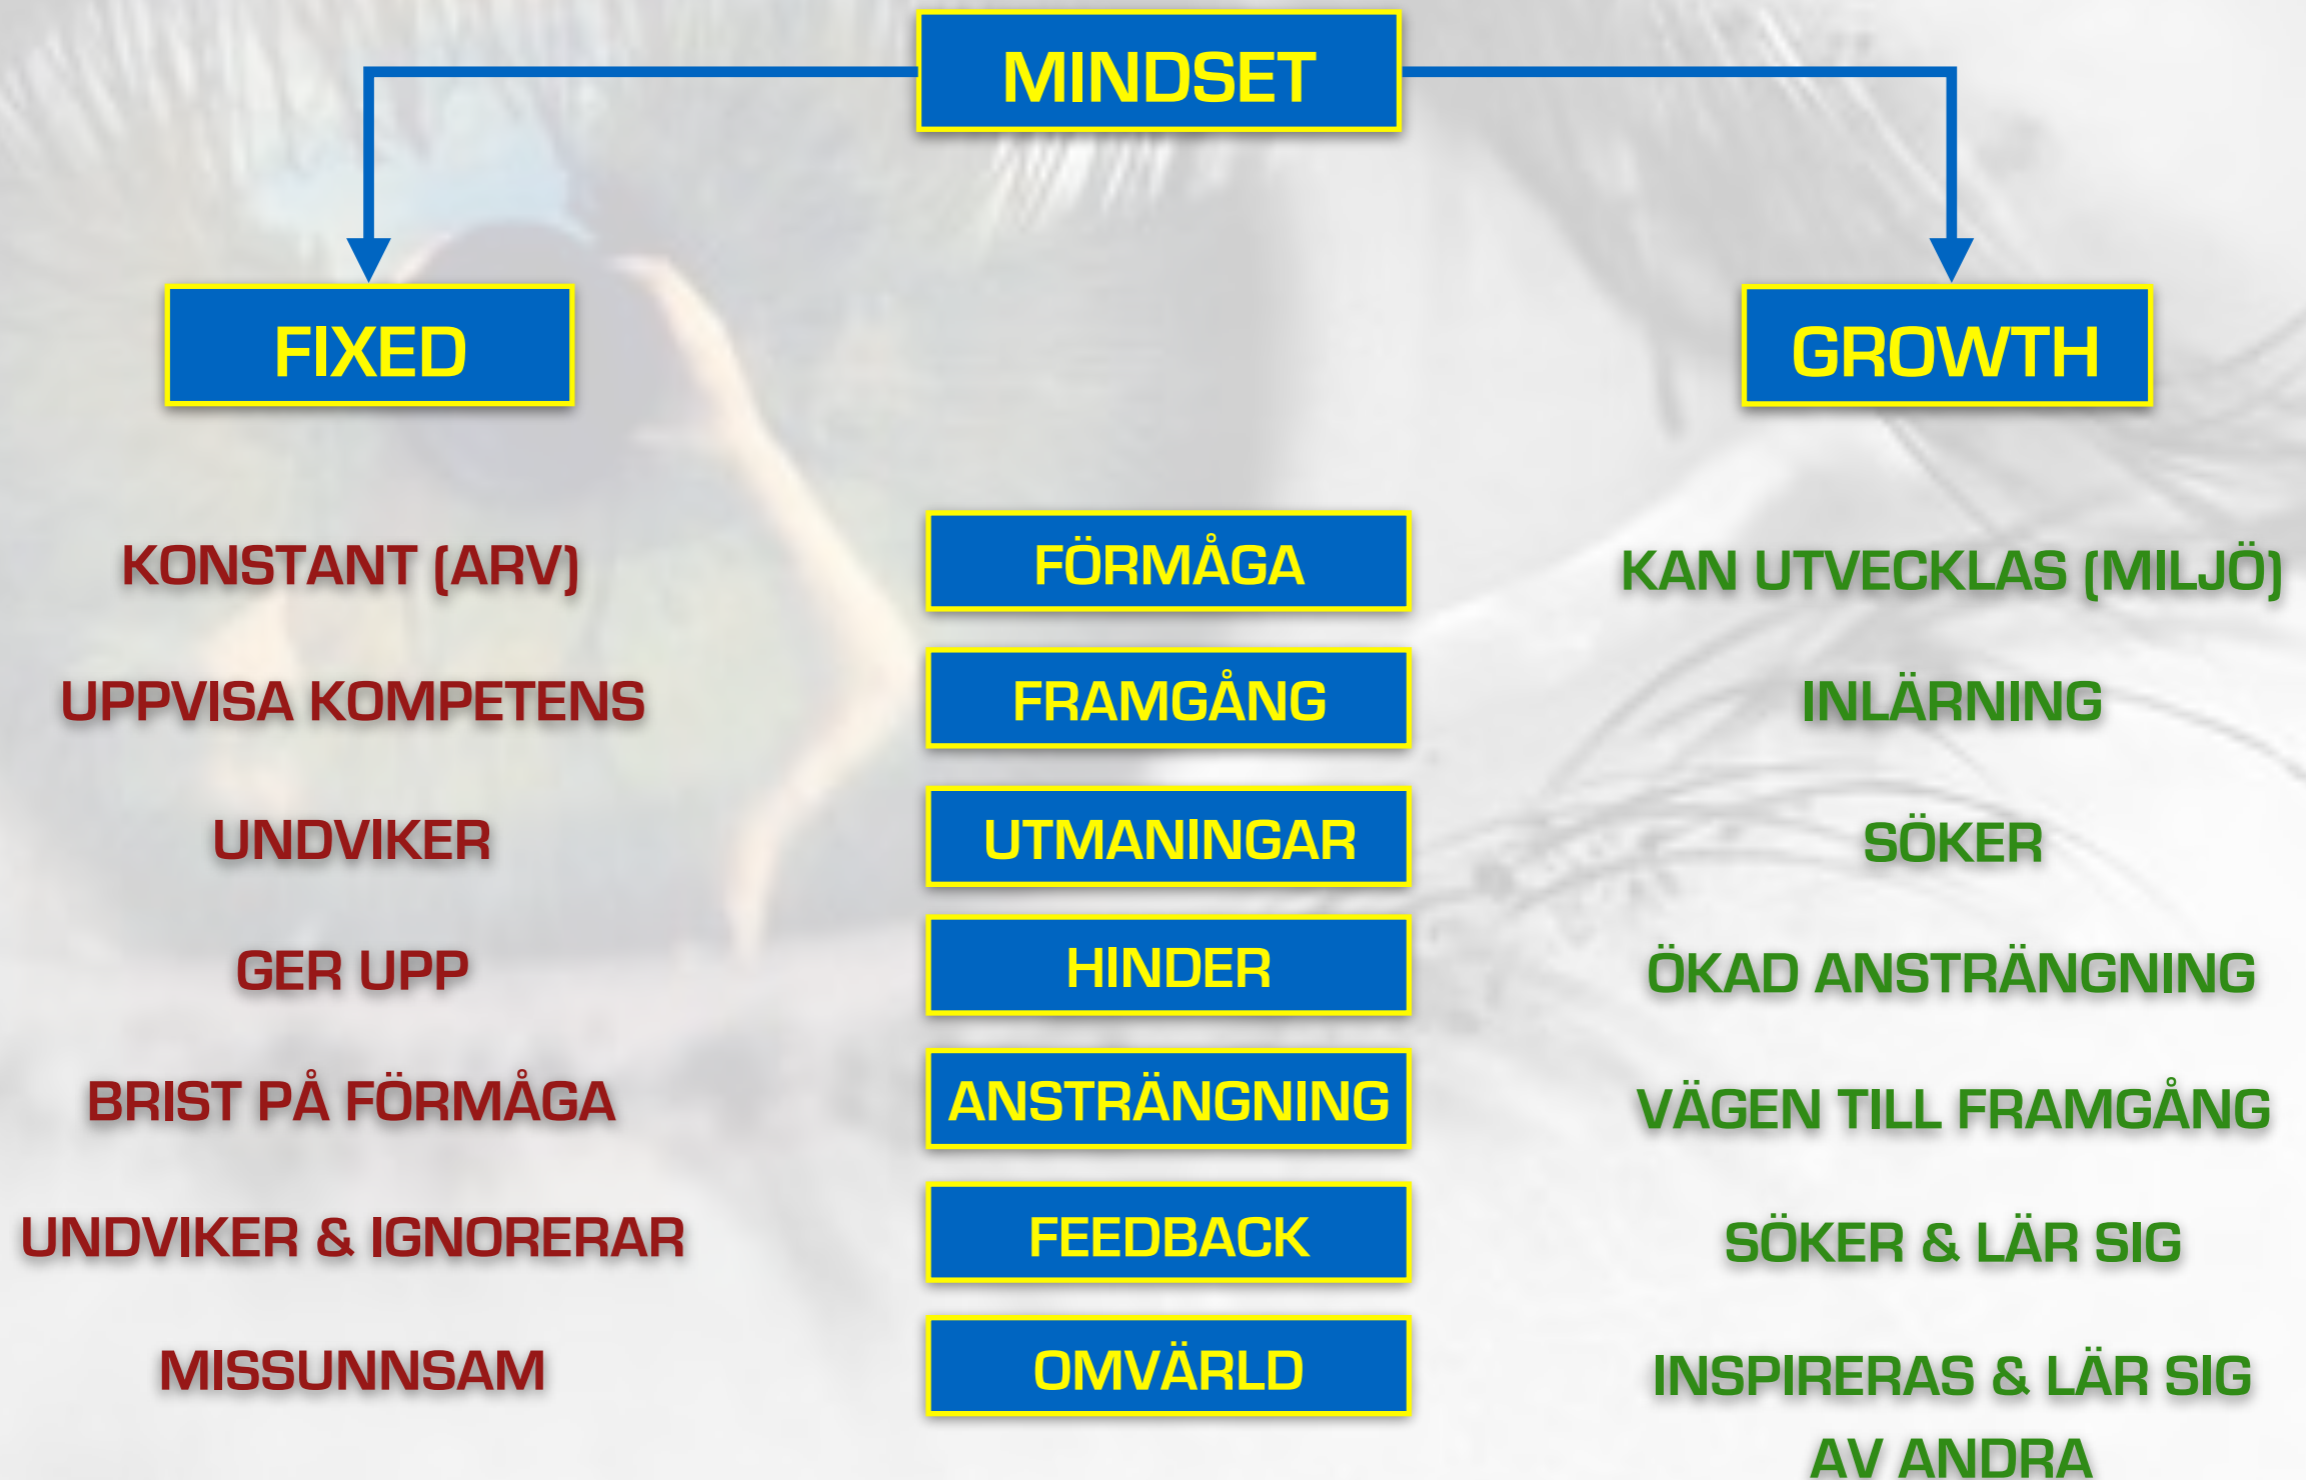 MINDSET
FIXED
GROWTH
KONSTANT (ARV)
FÖRMÅGA
KAN UTVECKLAS (MILJÖ)
UPPVISA KOMPETENS
FRAMGÅNG
INLÄRNING
UNDVIKER
UTMANINGAR
SÖKER
GER UPP
HINDER
ÖKAD ANSTRÄNGNING
BRIST PÅ FÖRMÅGA
ANSTRÄNGNING
VÄGEN TILL FRAMGÅNG
UNDVIKER & IGNORERAR
FEEDBACK
SÖKER & LÄR SIG
MISSUNNSAM
OMVÄRLD
INSPIRERAS & LÄR SIG
AV ANDRA